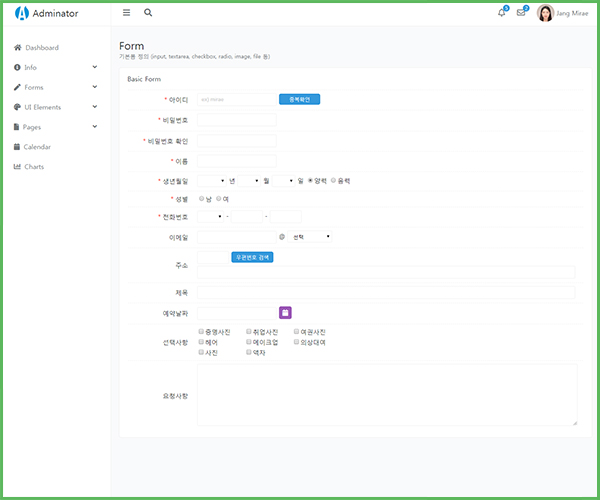 Adminator
5
Jang Mirae
Dashboard
Info
Forms
UI Elements
Pages
Calendar
Charts
Form
기본폼 정의 (input, textarea, checkbox, radio, image, file 등)
Basic Form
* 아이디 중복확인
* 비밀번호
* 비밀번호 확인
* 이름
* 생년월일 년 월 일 양력 음력
* 성별 남 여
* 전화번호 - -
이메일 @ 선택
주소 우편번호 검색
제목
예약날짜
선택사항 증명사진 취업사진 여권사진
헤어 메이크업 의상대여
사진 액자
요청사항